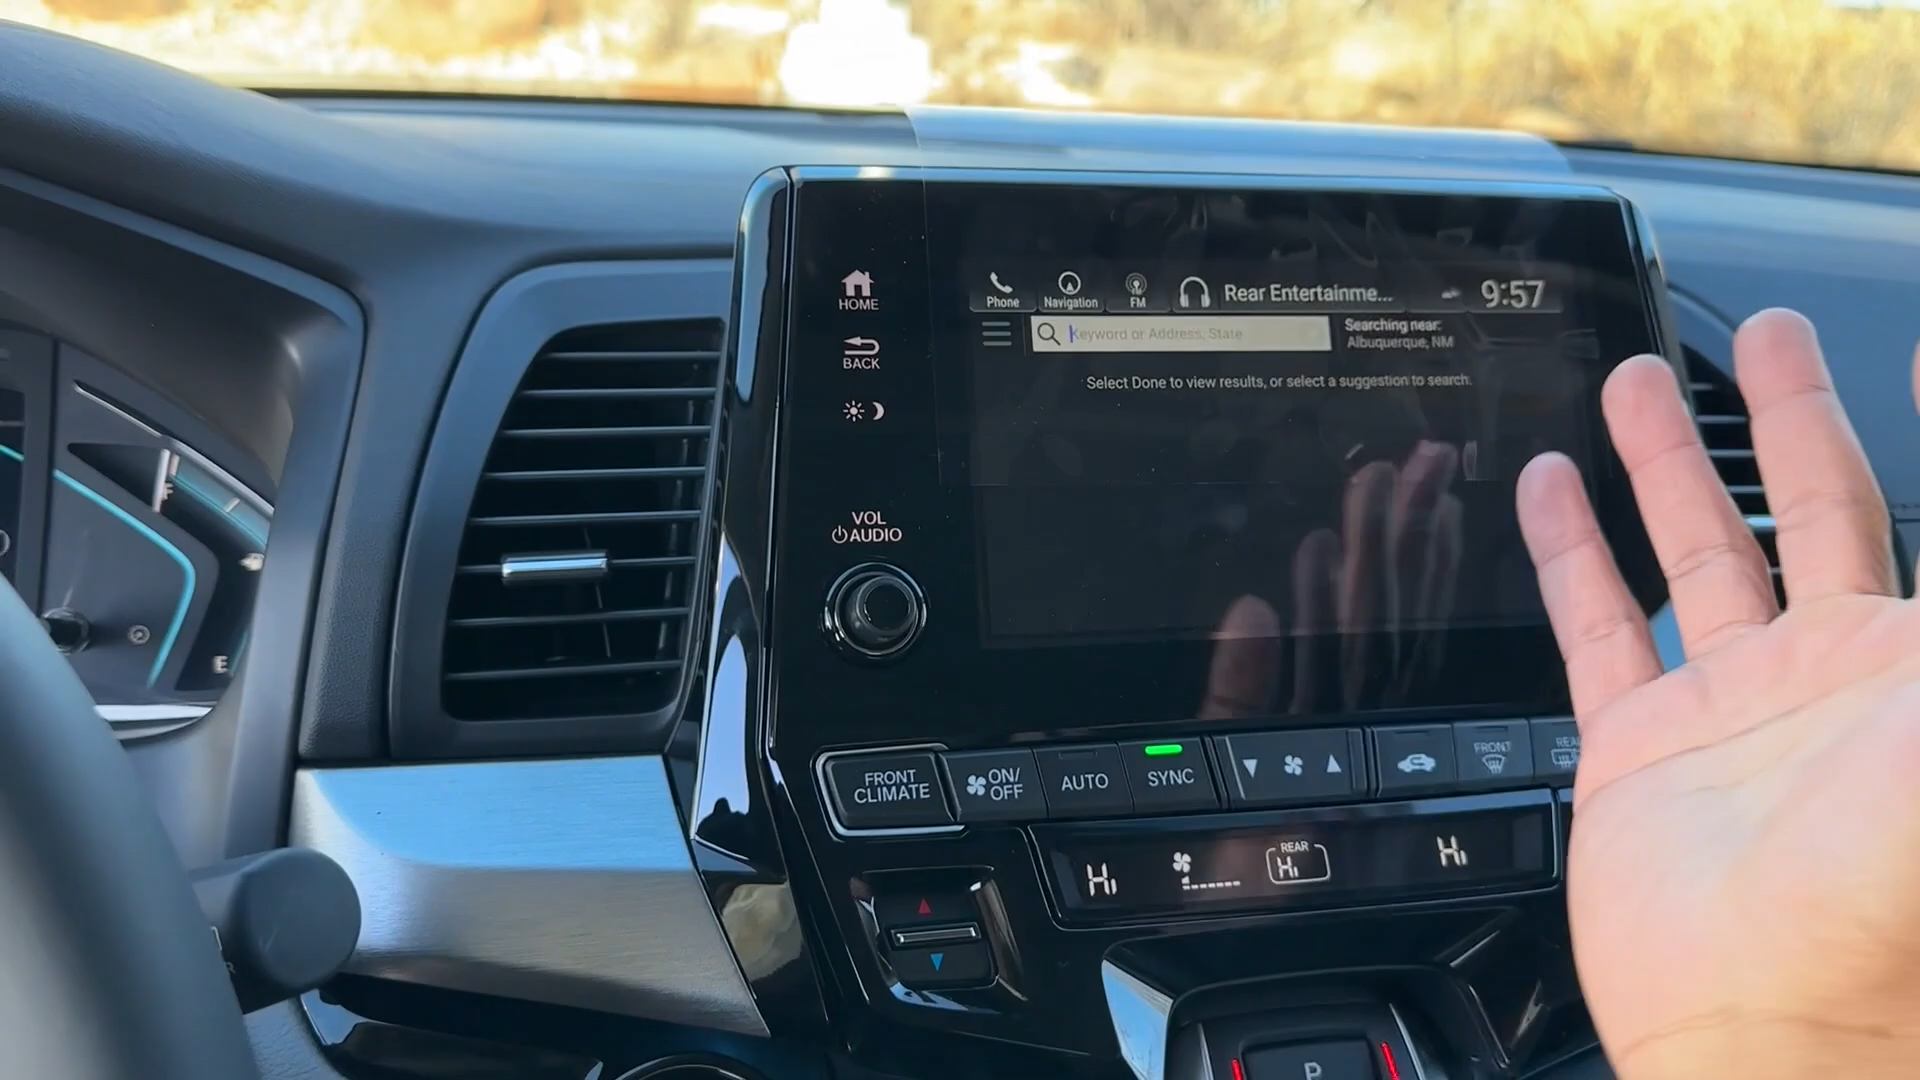 HOME
BACK
VOL
AUDIO
Phone
Navigation
FM
Rear Entertainme...
9:57
Keyword or Address, State
Searching near:
Albuquerque, NM
Select Done to view results, or select a suggestion to search.
F
E
FRONT
CLIMATE
ON/
OFF
AUTO
SYNC
FRONT
REAR
Hi
REAR
Hi
Hi
P